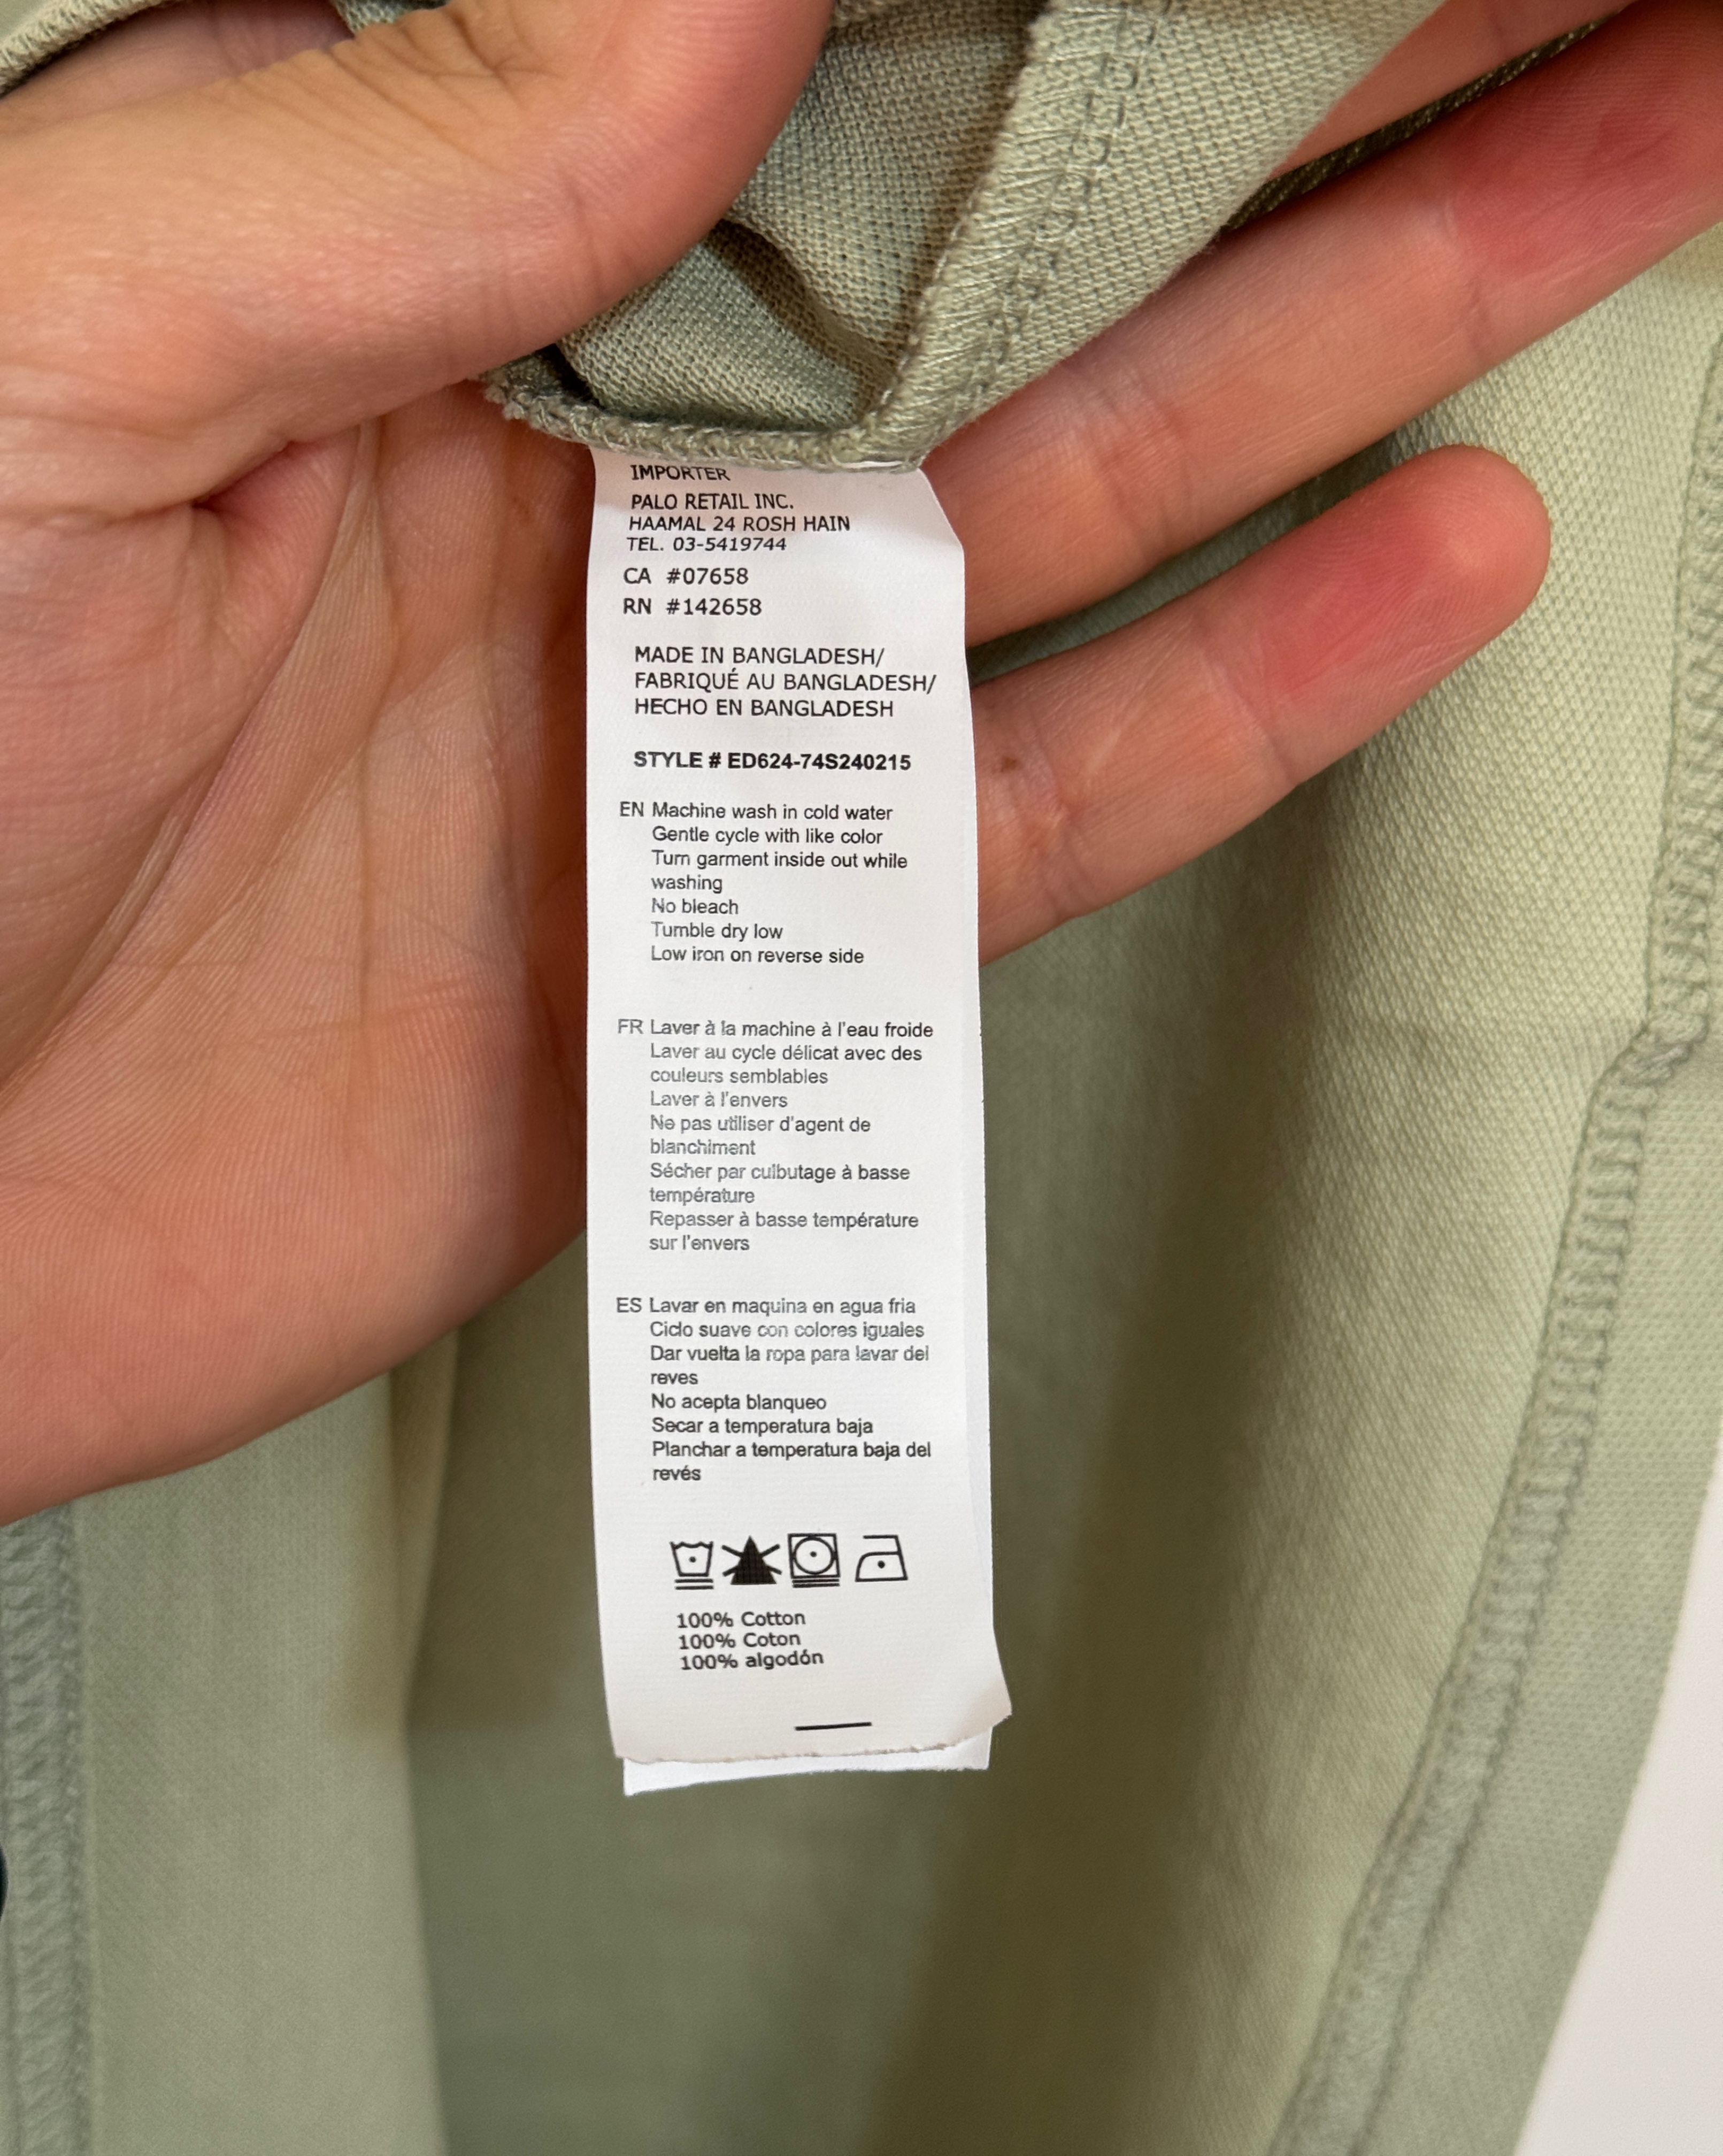 IMPORTER
PALO RETAIL INC.
HAAMAL 24 ROSH HAIN
TEL. 03-5419744
CA #07658
RN #142658
MADE IN BANGLADESH/
FABRIQUÉ AU BANGLADESH/
HECHO EN BANGLADESH
STYLE # ED624-74S240215
EN Machine wash in cold water
Gentle cycle with like color
Turn garment inside out while
washing
No bleach
Tumble dry low
Low iron on reverse side
FR Laver à la machine à l'eau froide
Laver au cycle délicat avec des
couleurs semblables
Laver à l'envers
Ne pas utiliser d'agent de
blanchiment
Sécher par culbutage à basse
température
Repasser à basse température
sur l'envers
ES Lavar en maquina en agua fria
Ciclo suave con colores iguales
Dar vuelta la ropa para lavar del
reves
No acepta blanqueo
Secar a temperatura baja
Planchar a temperatura baja del
revés
100% Cotton
100% Coton
100% algodón